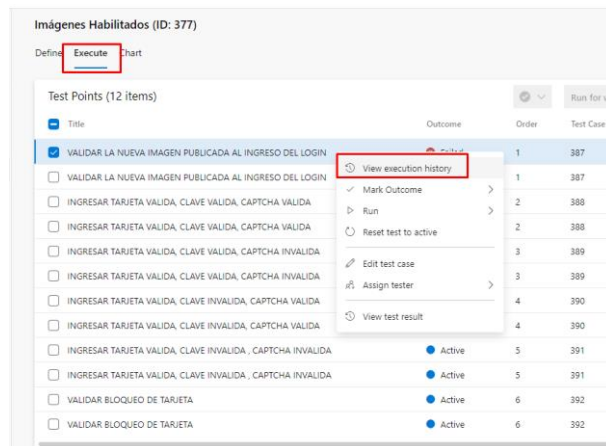 Imágenes Habilitados (ID: 377)
Define Execute Chart
Test Points (12 items)
Run for
Title Outcome Order Test Case
VALIDAR LA NUEVA IMAGEN PUBLICADA AL INGRESO DEL LOGIN Failed 1 387
VALIDAR LA NUEVA IMAGEN PUBLICADA AL INGRESO DEL LOGIN 1 387
INGRESAR TARJETA VALIDA, CLAVE VALIDA, CAPTCHA VALIDA 2 388
INGRESAR TARJETA VALIDA, CLAVE VALIDA, CAPTCHA VALIDA 2 388
INGRESAR TARJETA VALIDA, CLAVE VALIDA, CAPTCHA INVALIDA 3 389
INGRESAR TARJETA VALIDA, CLAVE VALIDA, CAPTCHA INVALIDA 3 389
INGRESAR TARJETA VALIDA, CLAVE INVALIDA, CAPTCHA VALIDA 4 390
INGRESAR TARJETA VALIDA, CLAVE INVALIDA, CAPTCHA VALIDA 4 390
INGRESAR TARJETA VALIDA, CLAVE INVALIDA , CAPTCHA INVALIDA Active 5 391
INGRESAR TARJETA VALIDA, CLAVE INVALIDA , CAPTCHA INVALIDA Active 5 391
VALIDAR BLOQUEO DE TARJETA Active 6 392
VALIDAR BLOQUEO DE TARJETA Active 6 392
View execution history
Mark Outcome
Run
Reset test to active
Edit test case
Assign tester
View test result